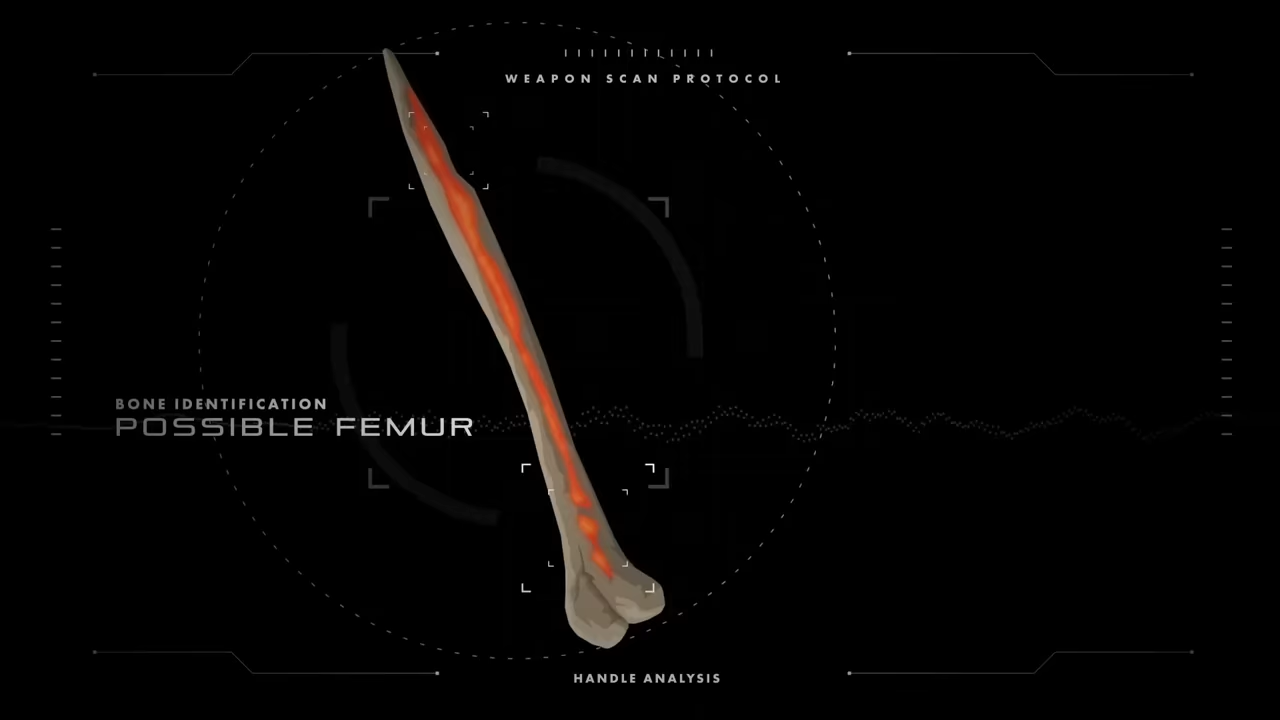 WEAPON SCAN PROTOCOL
BONE IDENTIFICATION
POSSIBLE FEMUR
HANDLE ANALYSIS